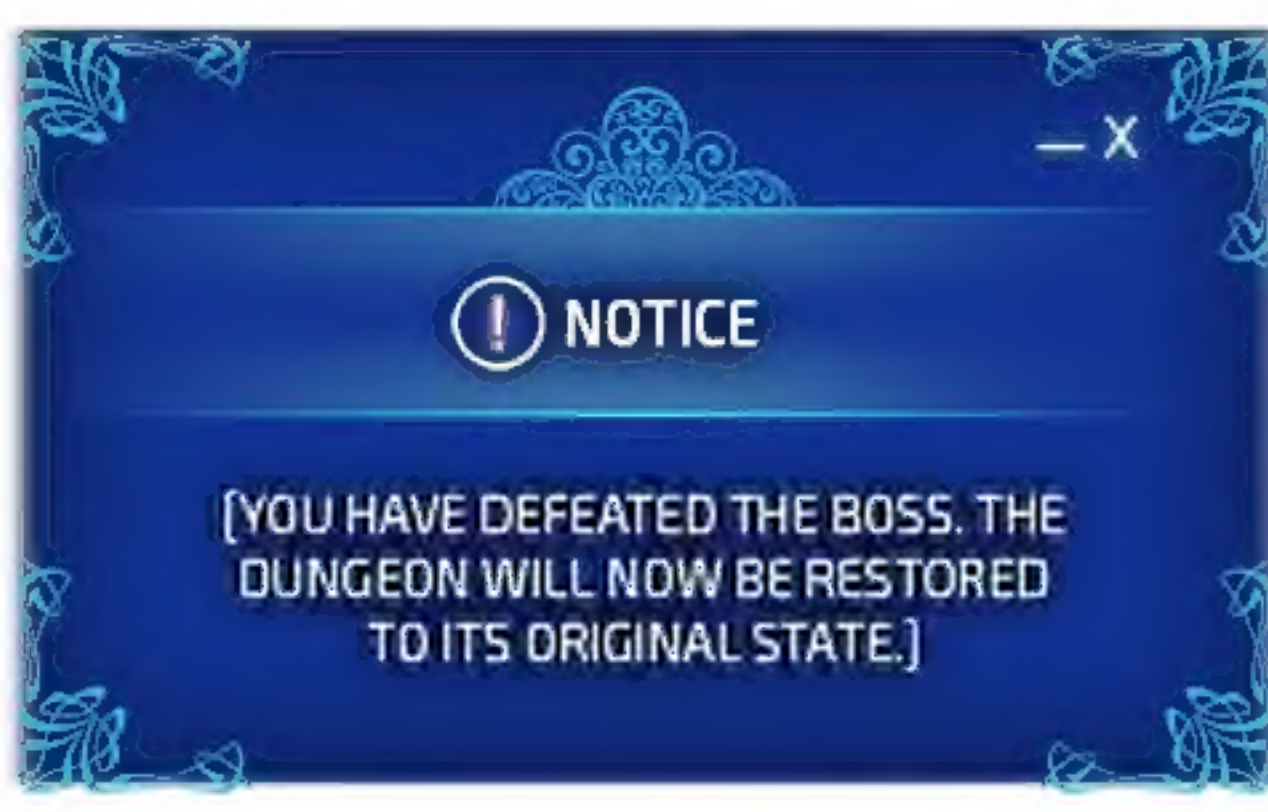 — X
! NOTICE
[YOU HAVE DEFEATED THE BOSS. THE
DUNGEON WILL NOW BE RESTORED
TO ITS ORIGINAL STATE.]